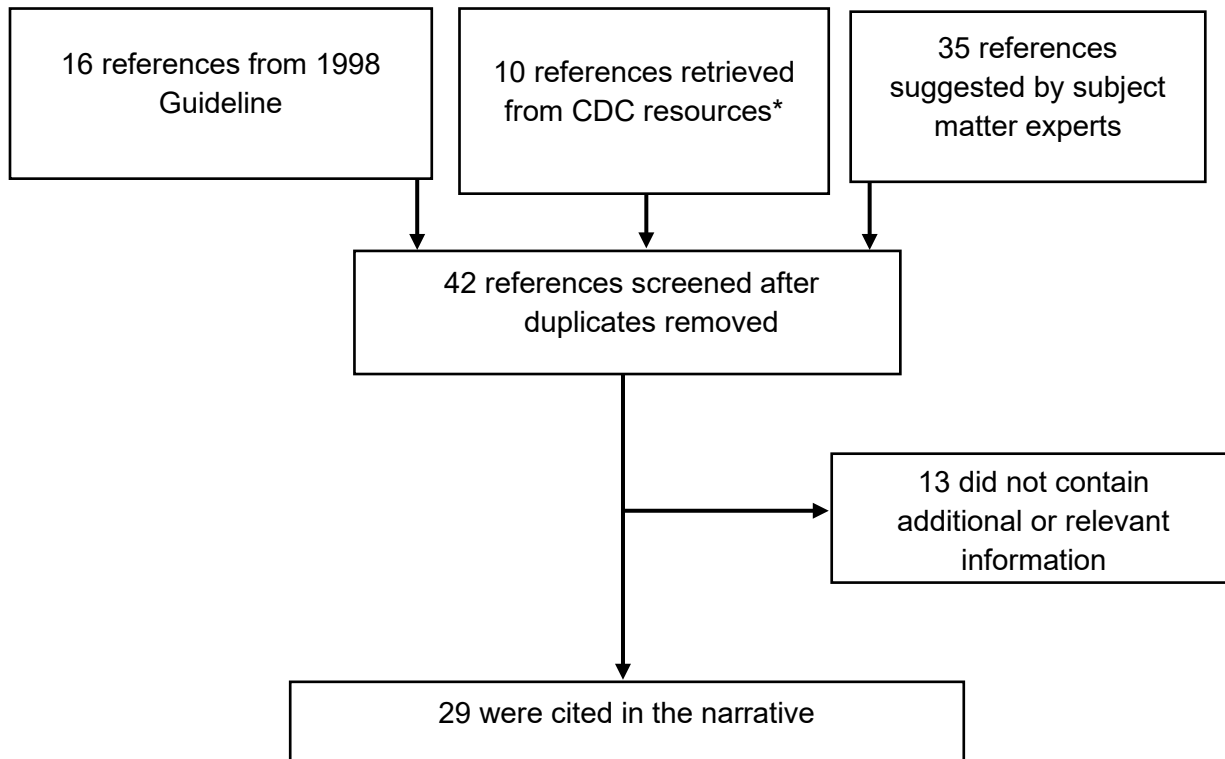 16 references from 1998
Guideline
10 references retrieved
from CDC resources*
35 references
suggested by subject
matter experts
42 references screened after
duplicates removed
13 did not contain
additional or relevant
information
29 were cited in the narrative